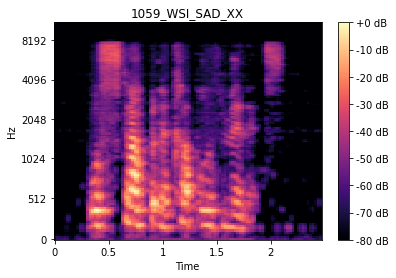 1059_WSI_SAD_XX
+0 dB
8192
-10 dB
4096
-20 dB
-30 dB
2048
Hz
-40 dB
1024
-50 dB
512
-60 dB
-70 dB
0
-80 dB
0 0.5 1 1.5 2
Time